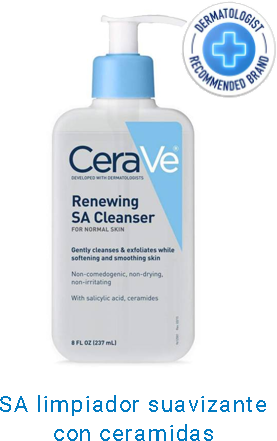 DERMATOLOGIST
RECOMMENDED BRAND
CeraVe®
DEVELOPED WITH DERMATOLOGISTS
Renewing
SA Cleanser
FOR NORMAL SKIN
Gently cleanses & exfoliates while
softening and smoothing skin
Non-comedogenic, non-drying,
non-irritating
With salicylic acid, ceramides
8 FL OZ (237 mL)
SA limpiador suavizante
con ceramidas